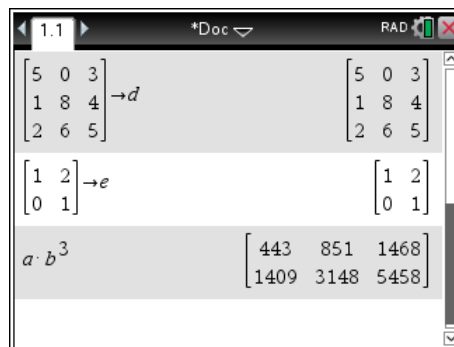 1.1 *Doc RAD
[5 0 3
1 8 4
2 6 5]→d [5 0 3
1 8 4
2 6 5]
[1 2
0 1]→e [1 2
0 1]
a·b³ [443 851 1468
1409 3148 5458]